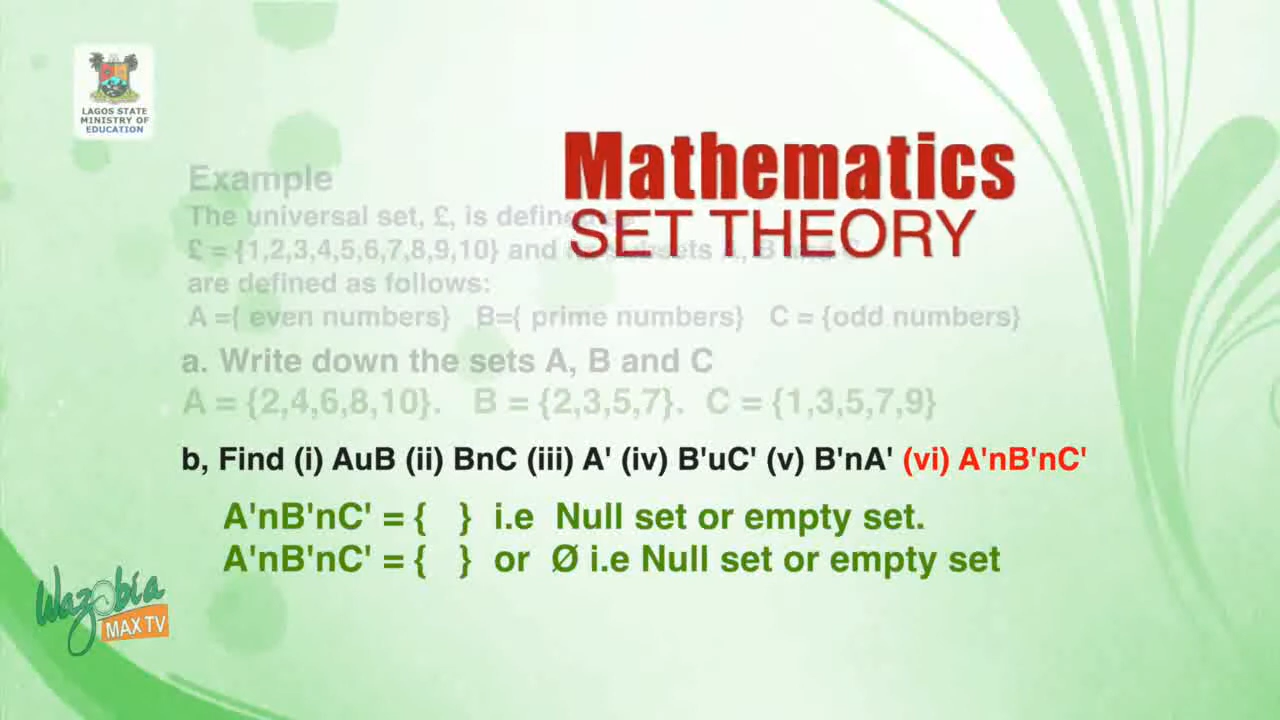 LAGOS STATE
MINISTRY OF
EDUCATION
Mathematics
SET THEORY
Example
The universal set, £, is defined as
£ = {1,2,3,4,5,6,7,8,9,10} and its subsets A, B and C
are defined as follows:
A ={ even numbers} B={ prime numbers} C = {odd numbers}
a. Write down the sets A, B and C
A = {2,4,6,8,10}. B = {2,3,5,7}. C = {1,3,5,7,9}
b, Find (i) AuB (ii) BnC (iii) A' (iv) B'uC' (v) B'nA' (vi) A'nB'nC'
A'nB'nC' = { } i.e Null set or empty set.
A'nB'nC' = { } or Ø i.e Null set or empty set
Wazobia
MAX TV